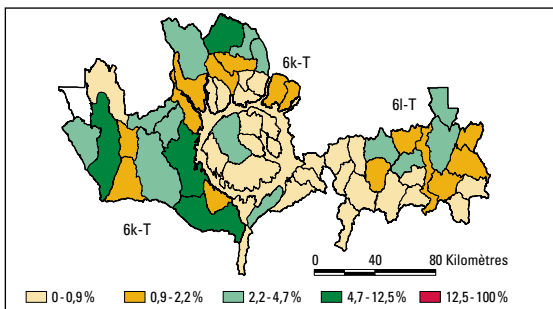 6k-T
6l-T
6k-T
0 40 80 Kilomètres
0 - 0,9 % 0,9 - 2,2 % 2,2 - 4,7 % 4,7 - 12,5 % 12,5 - 100 %